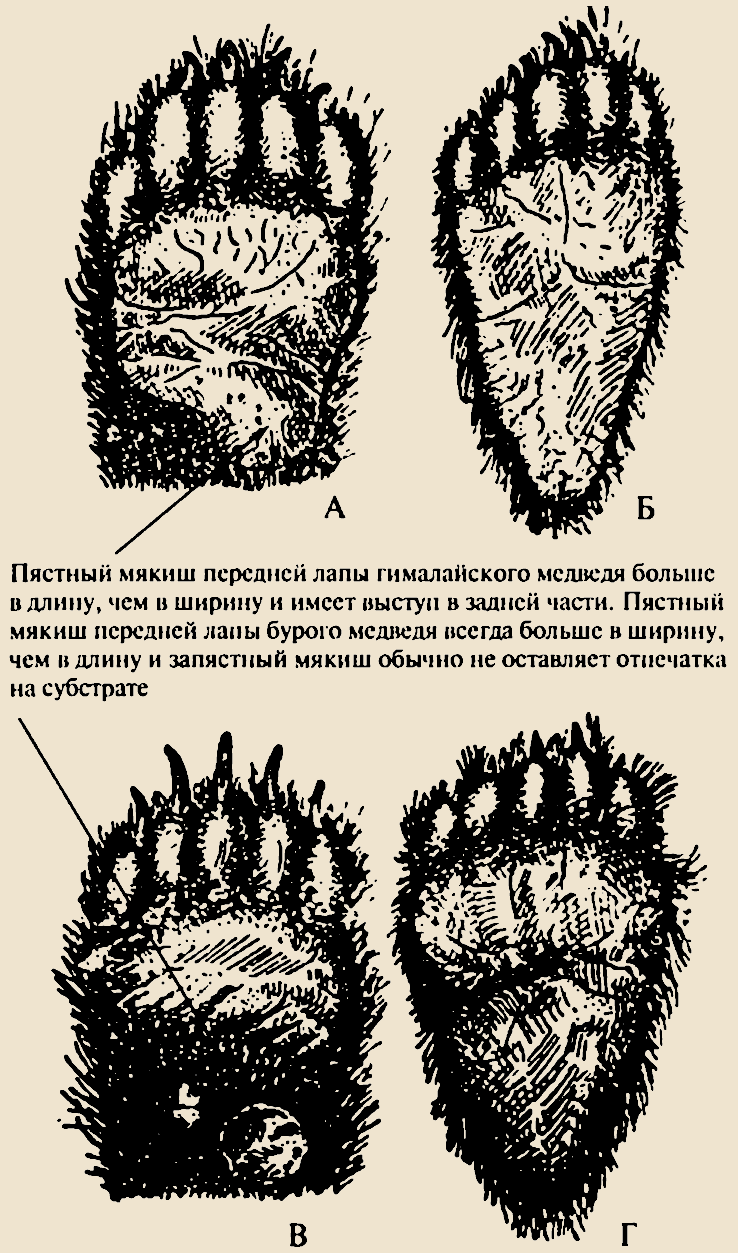 А
Б
Пястный мякиш передней лапы гималайского медведя больше
в длину, чем в ширину и имеет выступ в задней части. Пястный
мякиш передней лапы бурого медведя всегда больше в ширину,
чем в длину и запястный мякиш обычно не оставляет отпечатка
на субстрате
В
Г